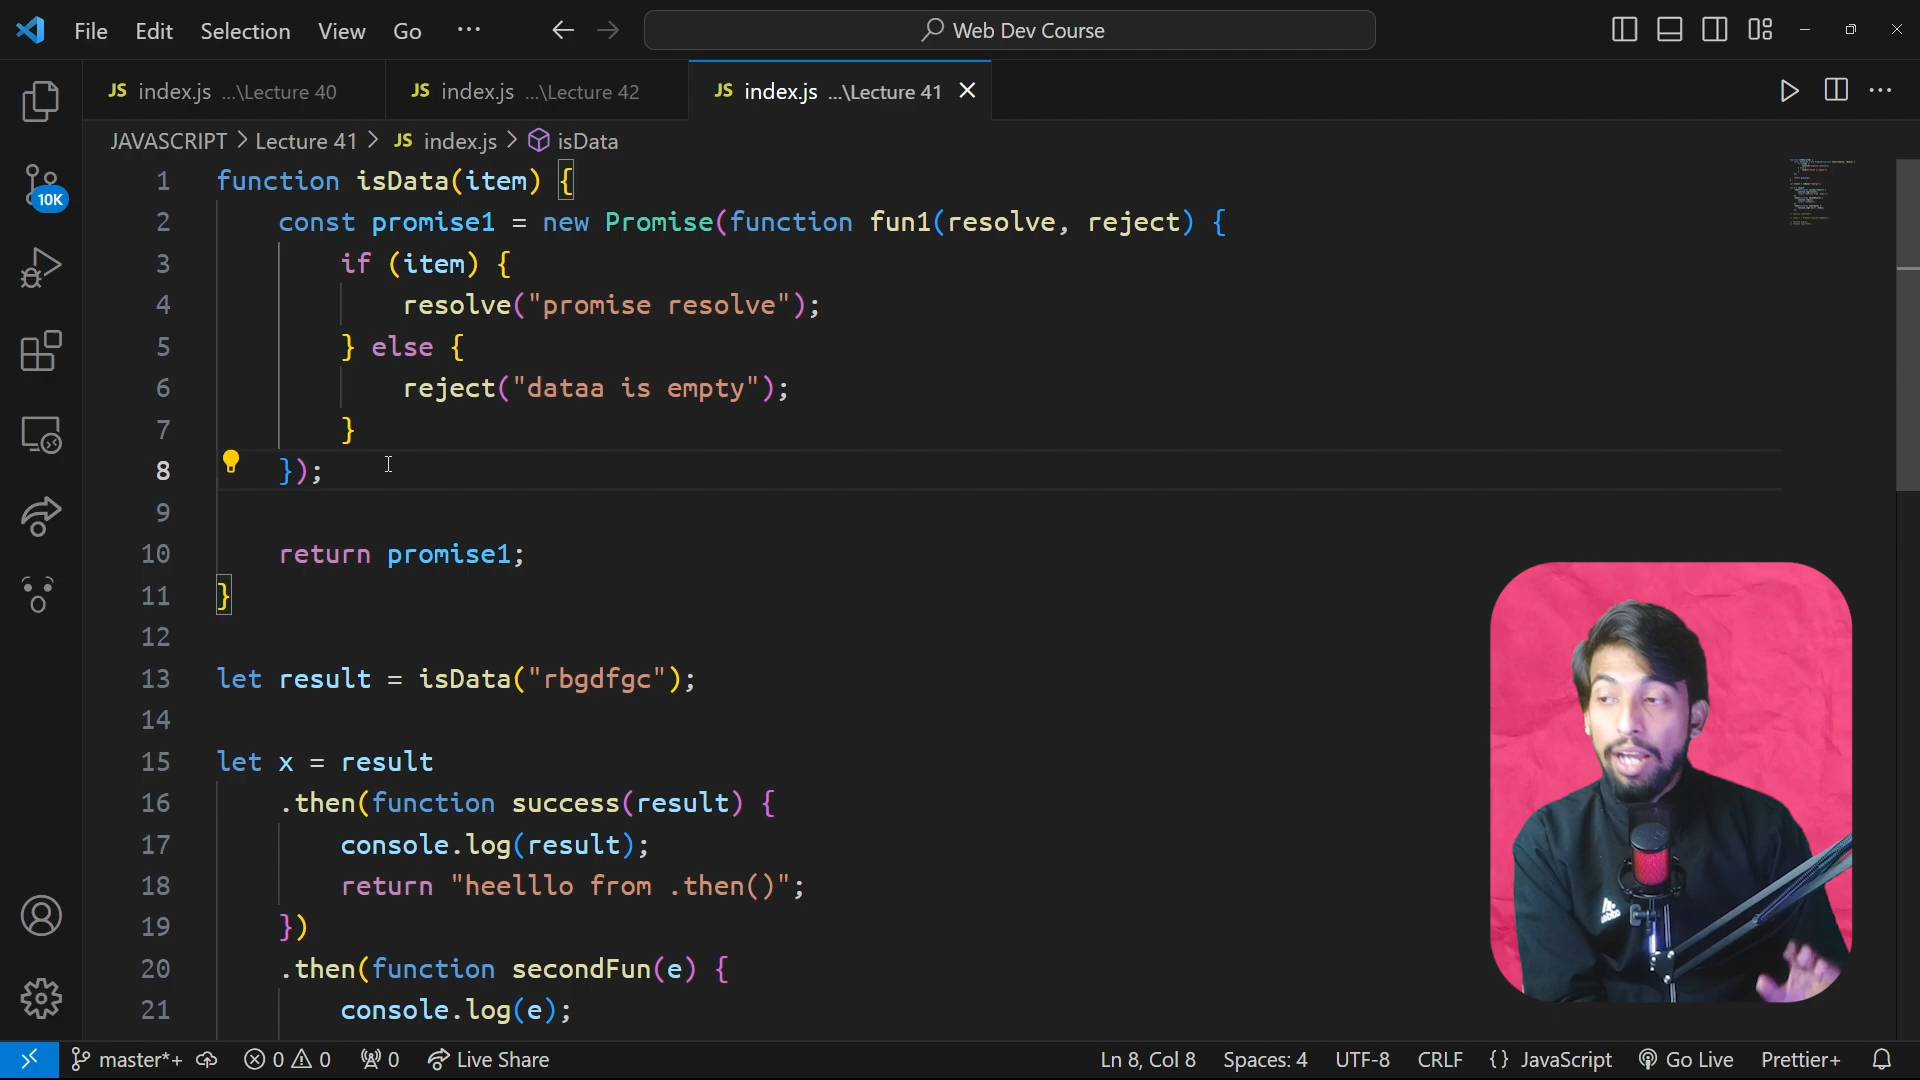 File Edit Selection View Go ···
Web Dev Course
JS index.js ...\Lecture 40
JS index.js ...\Lecture 42
JS index.js ...\Lecture 41
JAVASCRIPT > Lecture 41 > JS index.js > isData
1 function isData(item) {
2 const promise1 = new Promise(function fun1(resolve, reject) {
3 if (item) {
4 resolve("promise resolve");
5 } else {
6 reject("dataa is empty");
7 }
8 });
9
10 return promise1;
11 }
12
13 let result = isData("rbgdfgc");
14
15 let x = result
16 .then(function success(result) {
17 console.log(result);
18 return "heelllo from .then()";
19 })
20 .then(function secondFun(e) {
21 console.log(e);
10K
master*+ 0 0 0 Live Share
Ln 8, Col 8 Spaces: 4 UTF-8 CRLF {} JavaScript Go Live Prettier+